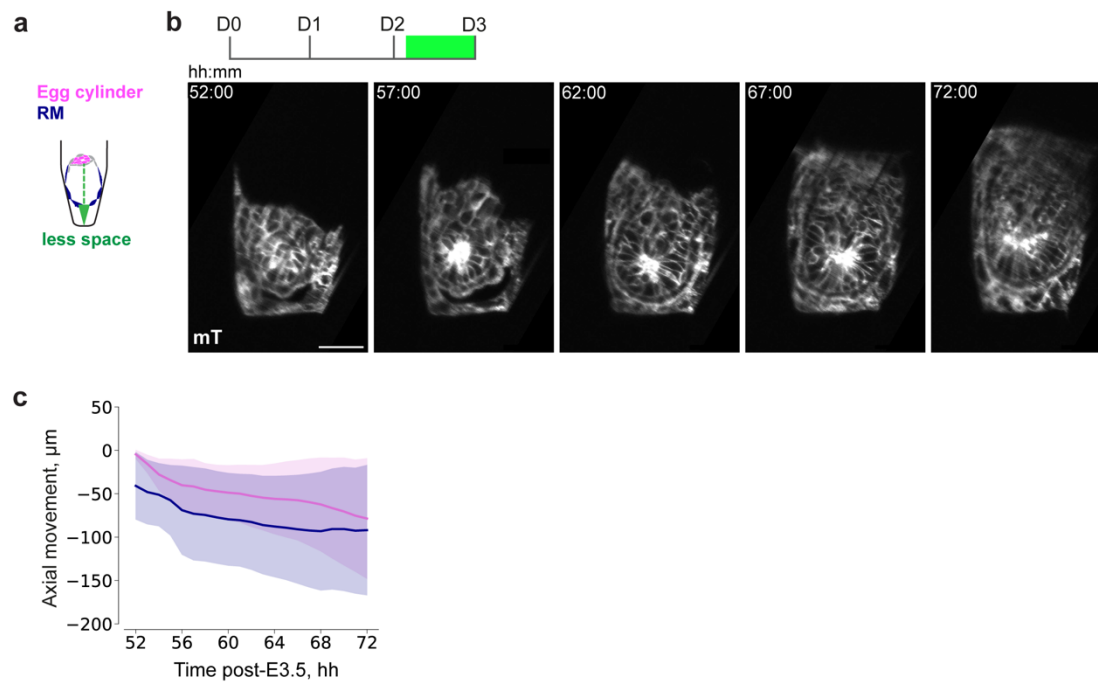 a
Egg cylinder
RM
less space
b
D0 D1 D2 D3
hh:mm
52:00 57:00 62:00 67:00 72:00
mT
c
Axial movement, µm
50
0
−50
−100
−150
−200
52 56 60 64 68 72
Time post-E3.5, hh